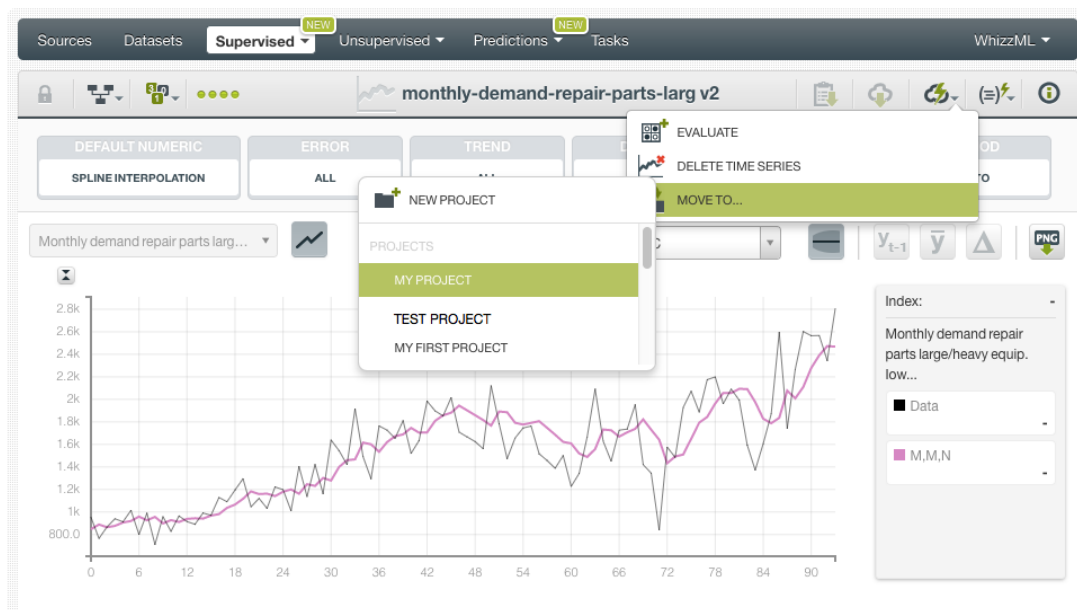 NEW
NEW
Sources Datasets Supervised Unsupervised Predictions Tasks WhizzML
monthly-demand-repair-parts-larg v2
EVALUATE
DELETE TIME SERIES
MOVE TO...
DEFAULT NUMERIC ERROR TREND
SPLINE INTERPOLATION ALL
NEW PROJECT
PROJECTS
MY PROJECT
TEST PROJECT
MY FIRST PROJECT
Monthly demand repair parts larg...
yt-1 y Δ PNG
2.8k
2.6k
2.4k
2.2k
2k
1.8k
1.6k
1.4k
1.2k
1k
800.0
0 6 12 18 24 30 36 42 48 54 60 66 72 78 84 90
Index: -
Monthly demand repair
parts large/heavy equip.
low...
Data
-
M,M,N
-